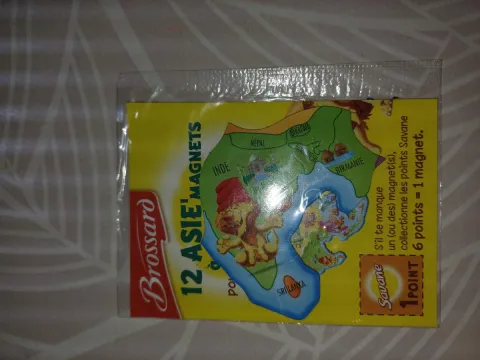 Brossard
12 ASIE'MAGNETS
INDE
NÉPAL
BIRMANIE
SRI LANKA
S'il te manque
un (ou des) magnet(s),
collectionne les points Savane
6 points = 1 magnet.
Savane
1 POINT